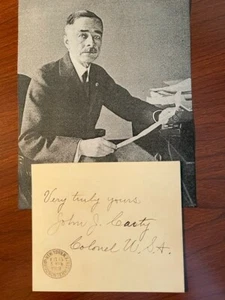 Very truly yours
John J. Carty
Colonel U.S.A.